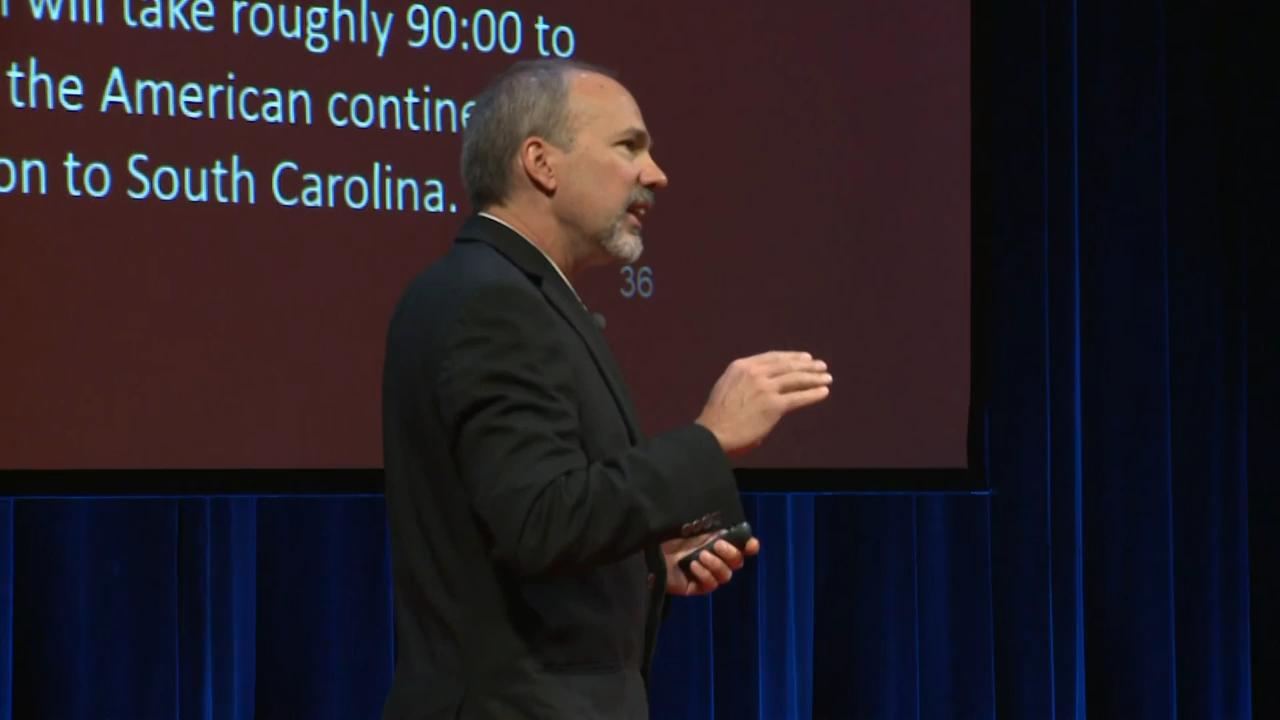 will take roughly 90:00 to
the American contine
on to South Carolina.
36